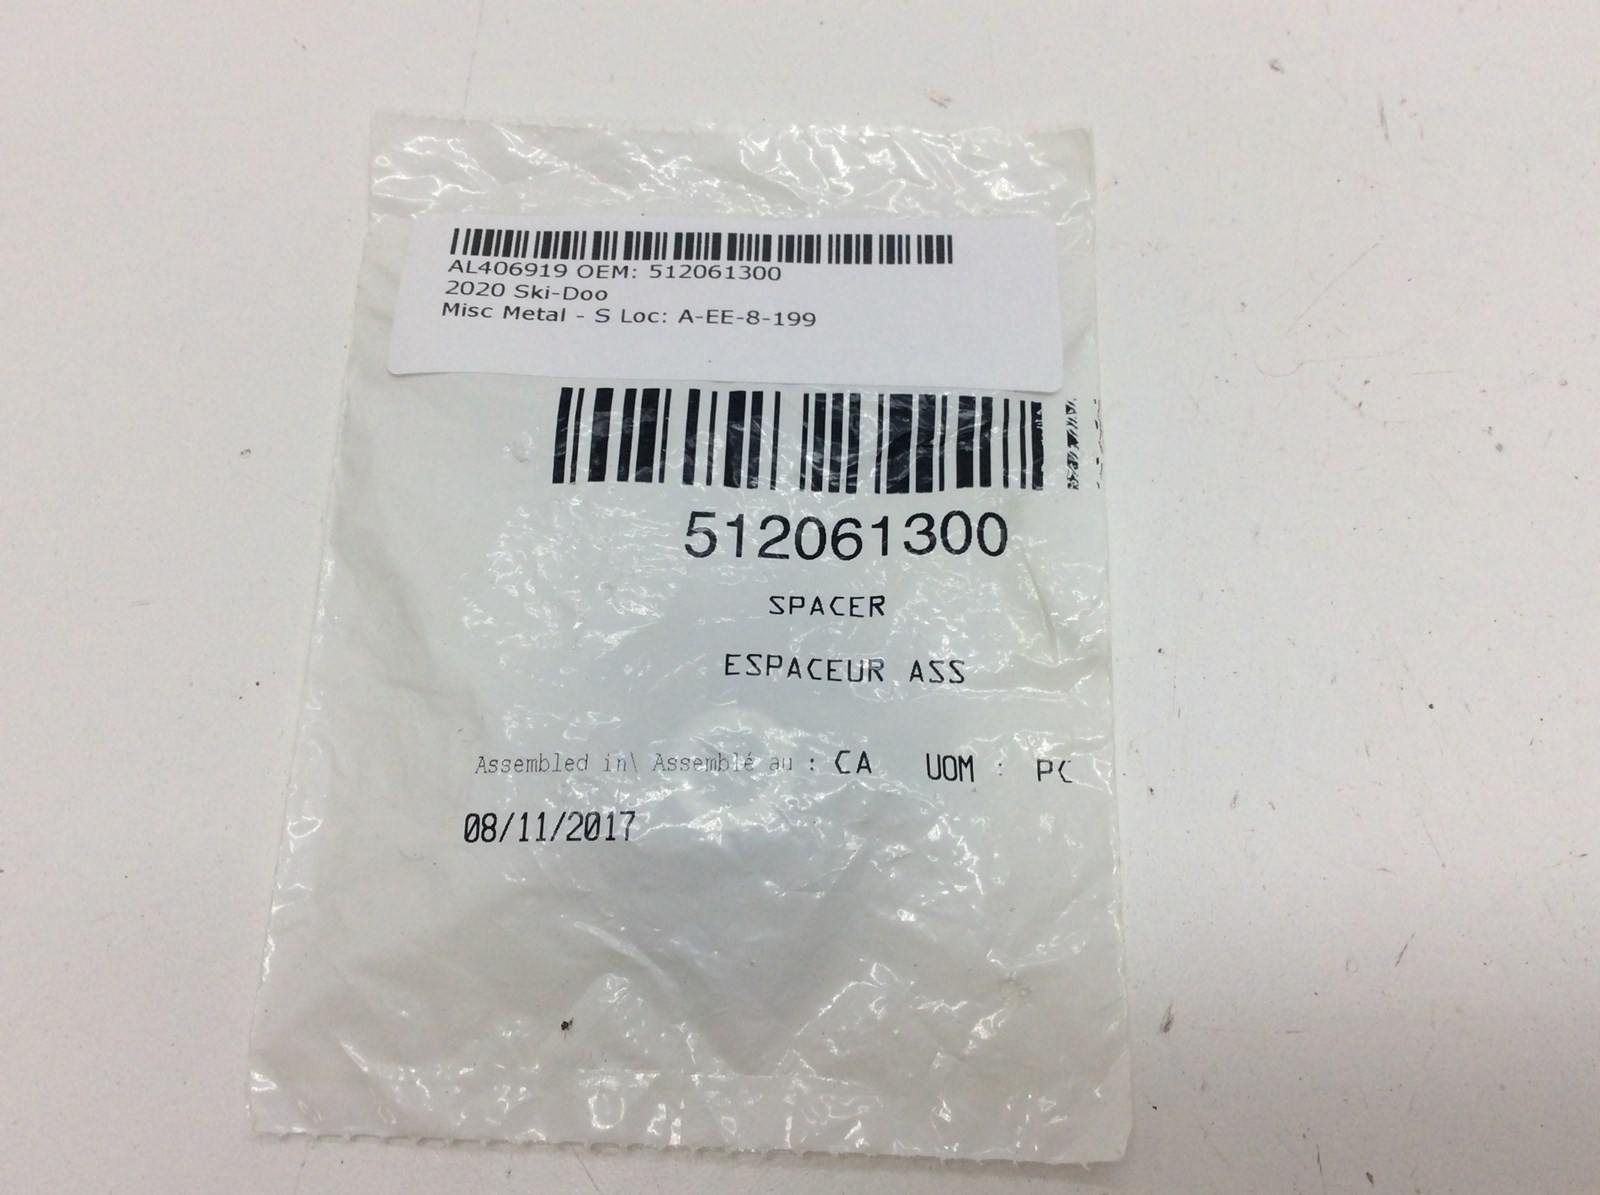 AL406919 OEM: 512061300
2020 Ski-Doo
Misc Metal - S Loc: A-EE-8-199
512061300
SPACER
ESPACEUR ASS
Assembled in\ Assemblé au : CA UOM : PC
08/11/2017